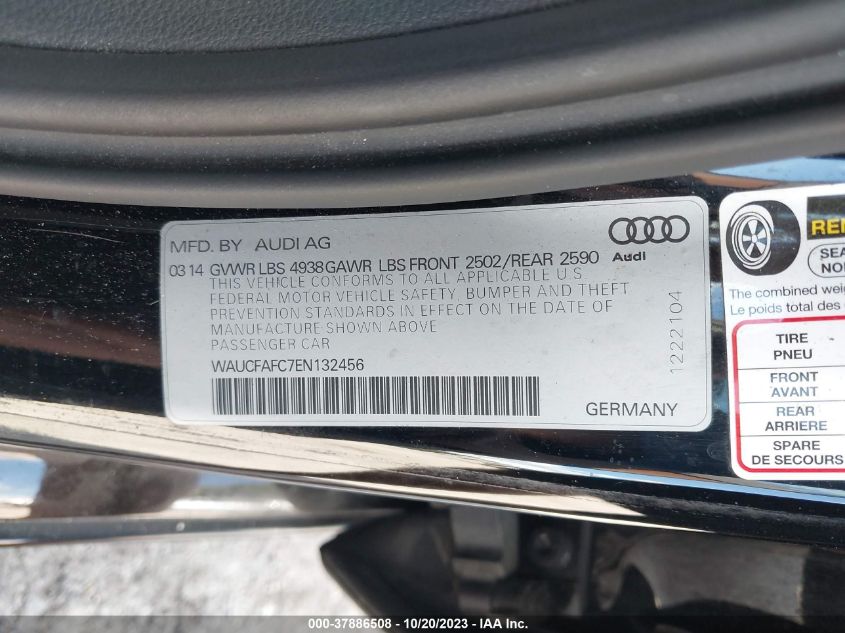 MFD. BY AUDI AG
Audi
03 14 GVWR LBS 4938 GAWR LBS FRONT 2502/REAR 2590
THIS VEHICLE CONFORMS TO ALL APPLICABLE U.S
FEDERAL MOTOR VEHICLE SAFETY, BUMPER AND THEFT
PREVENTION STANDARDS IN EFFECT ON THE DATE OF
MANUFACTURE SHOWN ABOVE
PASSENGER CAR
WAUCFAFC7EN132456
GERMANY
1222104
The combined
Le poids total des
TIRE
PNEU
FRONT
AVANT
REAR
ARRIERE
SPARE
DE SECOURS
000-37886508 - 10/20/2023 - IAA Inc.